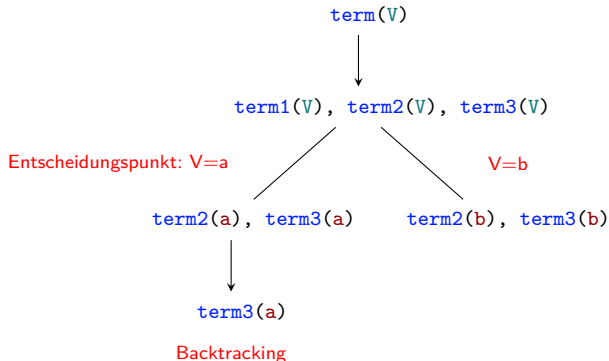 term(V)
term1(V), term2(V), term3(V)
Entscheidungspunkt: V=a
V=b
term2(a), term3(a)
term2(b), term3(b)
term3(a)
Backtracking